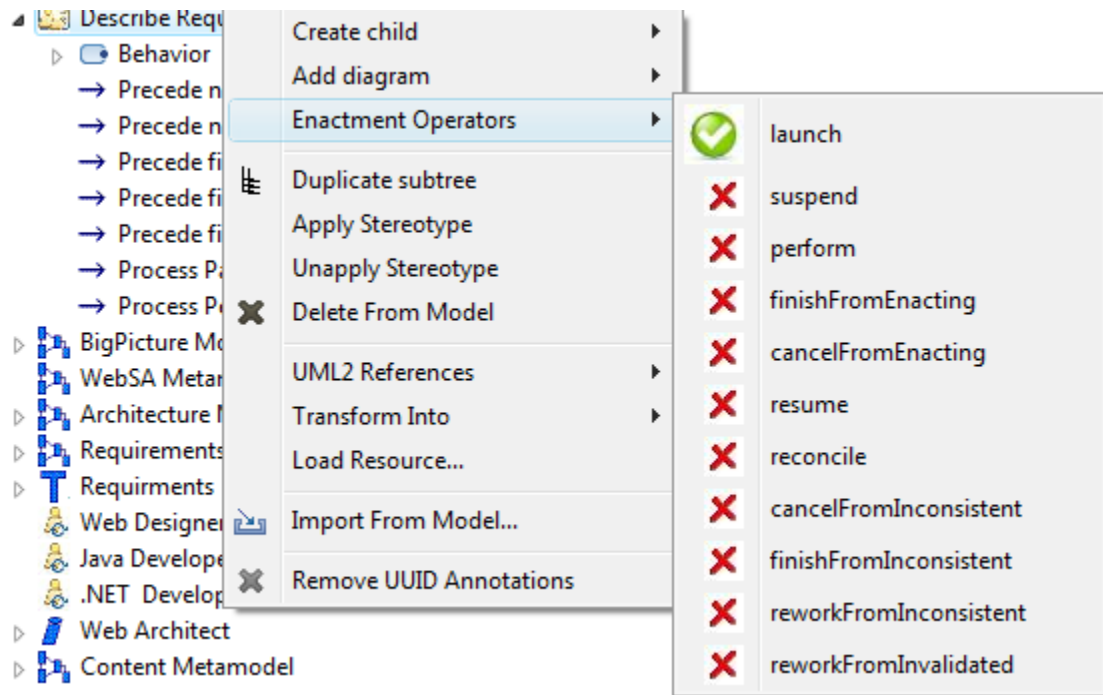 Describe Requ
Behavior
Precede n
Precede n
Precede fi
Precede fi
Precede fi
Process Pa
Process Pe
BigPicture Mo
WebSA Metar
Architecture M
Requirements
Requirments
Web Designer
Java Develope
.NET Develop
Web Architect
Content Metamodel
Create child
Add diagram
Enactment Operators
Duplicate subtree
Apply Stereotype
Unapply Stereotype
Delete From Model
UML2 References
Transform Into
Load Resource...
Import From Model...
Remove UUID Annotations
launch
suspend
perform
finishFromEnacting
cancelFromEnacting
resume
reconcile
cancelFromInconsistent
finishFromInconsistent
reworkFromInconsistent
reworkFromInvalidated